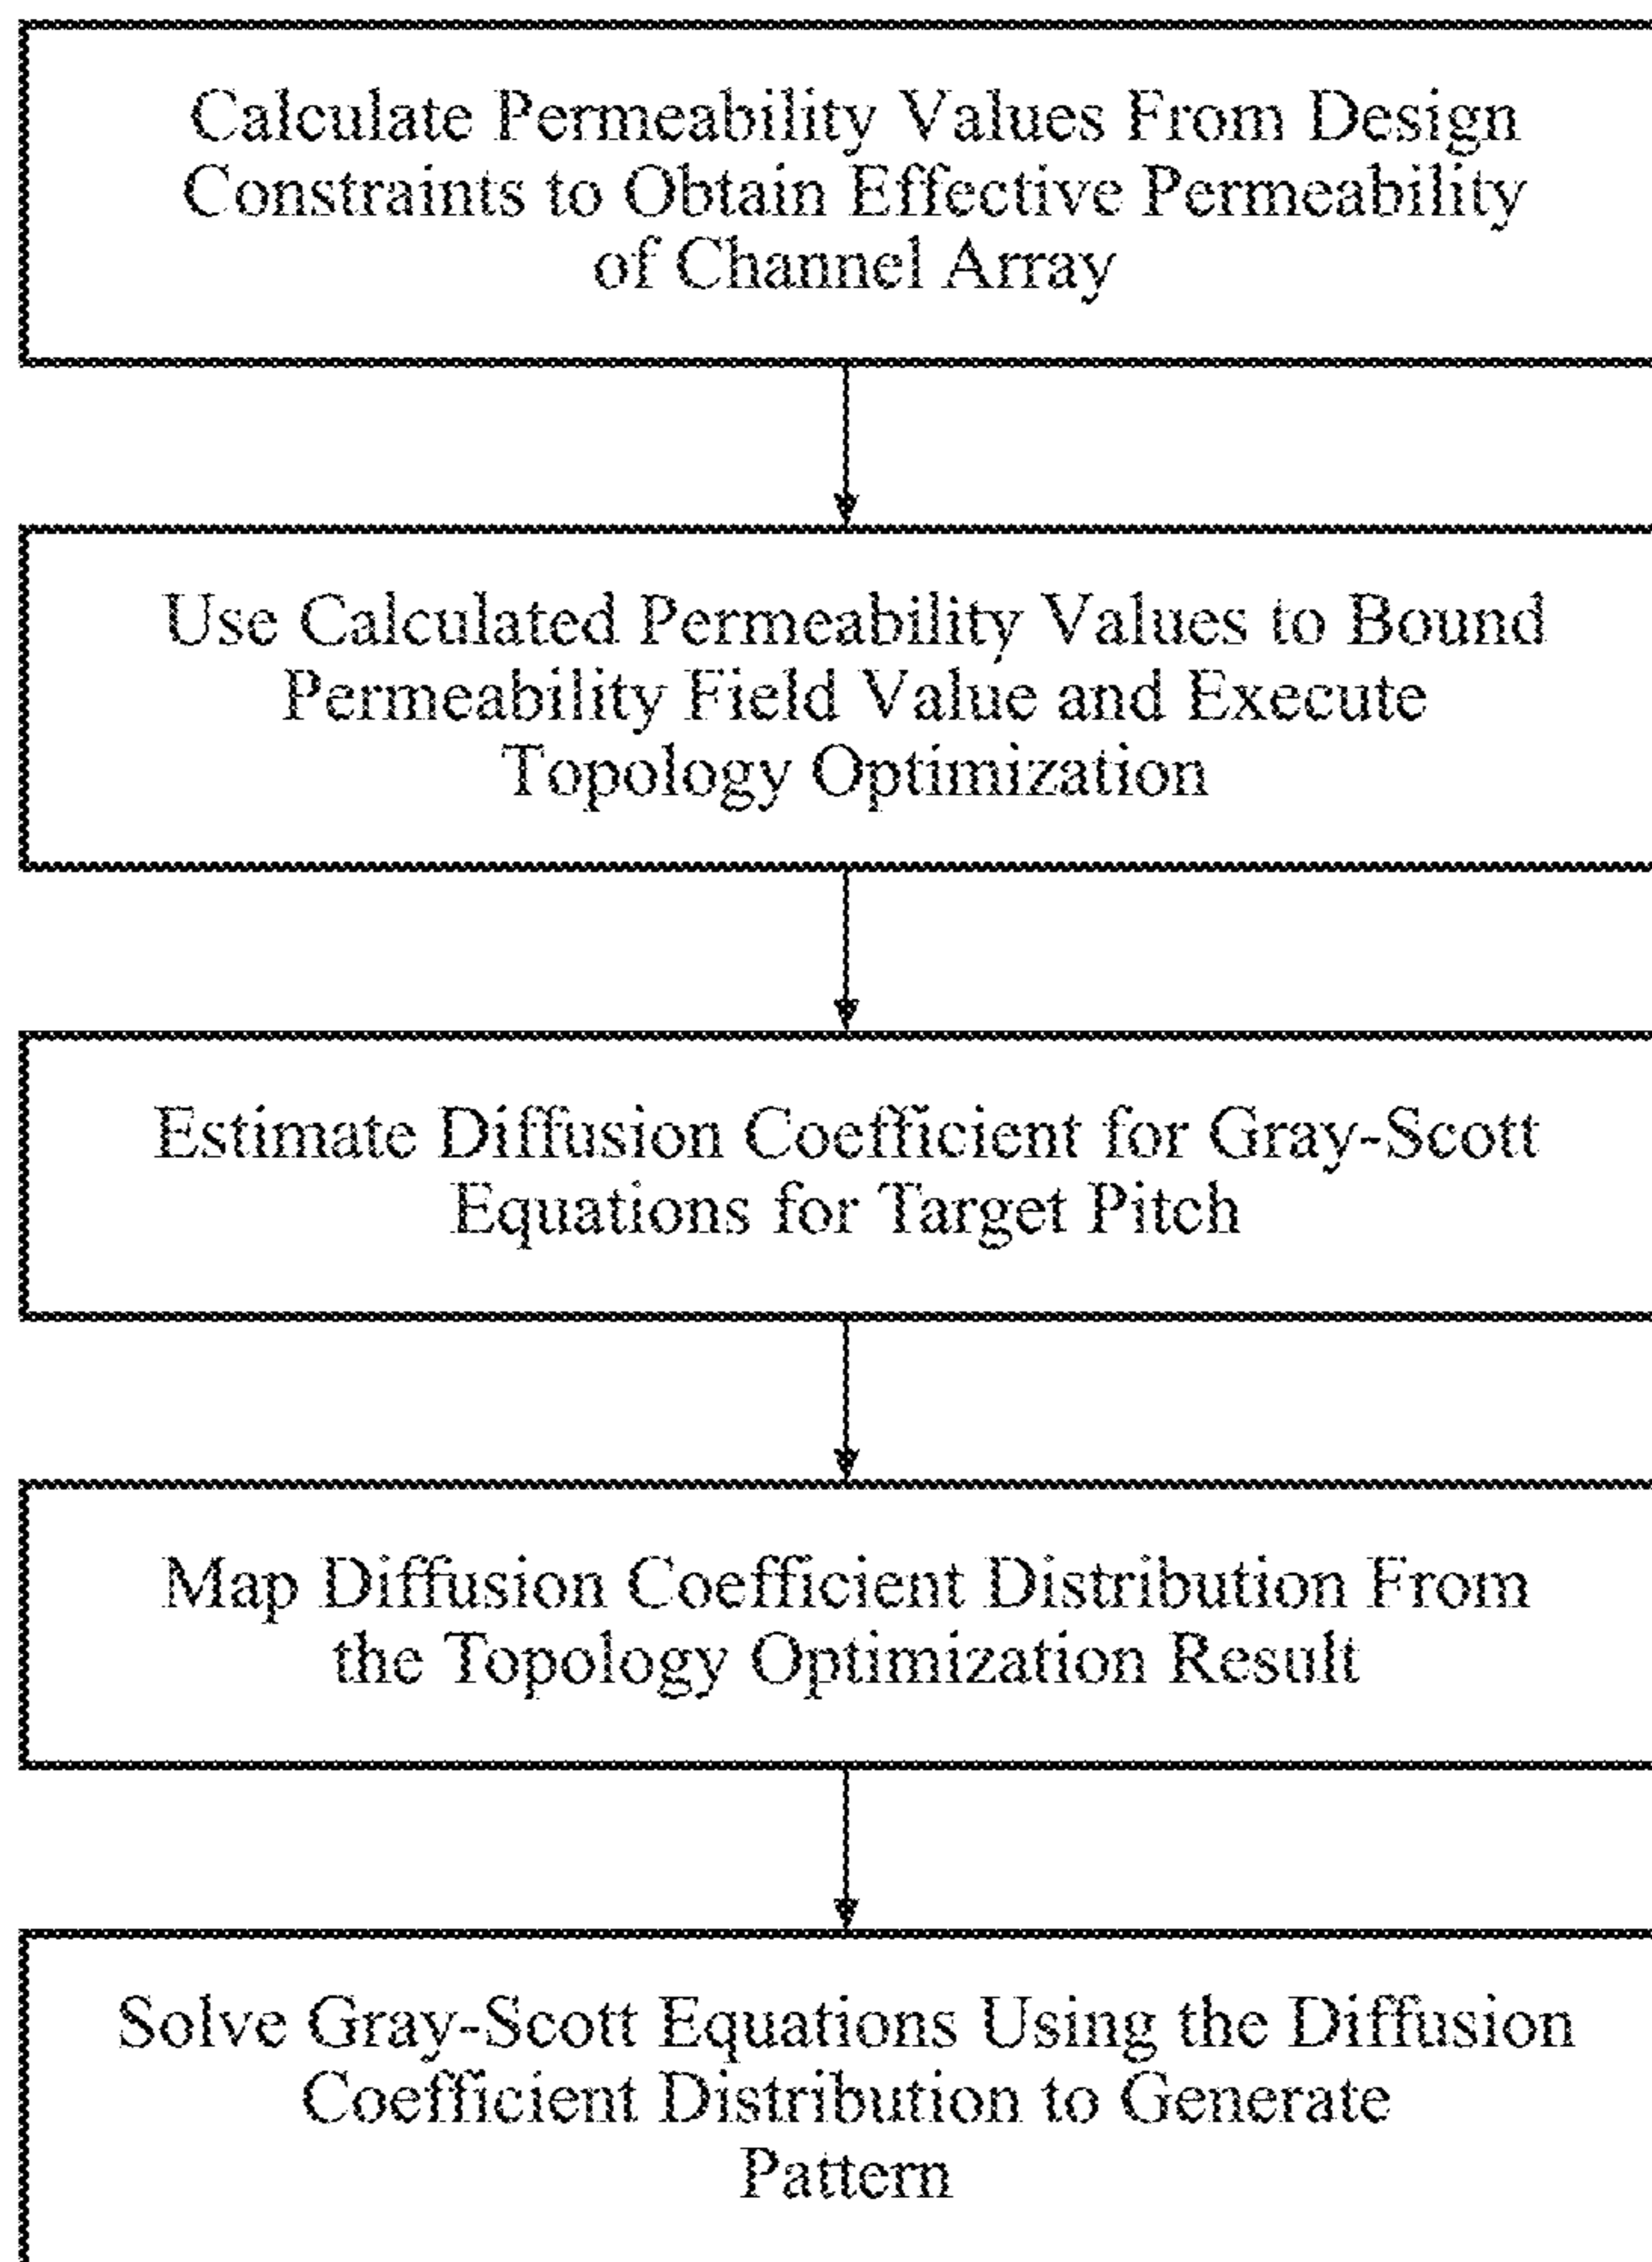 Calculate Permeability Values From Design
Constraints to Obtain Effective Permeability
of Channel Array
Use Calculated Permeability Values to Bound
Permeability Field Value and Execute
Topology Optimization
Estimate Diffusion Coefficient for Gray-Scott
Equations for Target Pitch
Map Diffusion Coefficient Distribution From
the Topology Optimization Result
Solve Gray-Scott Equations Using the Diffusion
Coefficient Distribution to Generate
Pattern